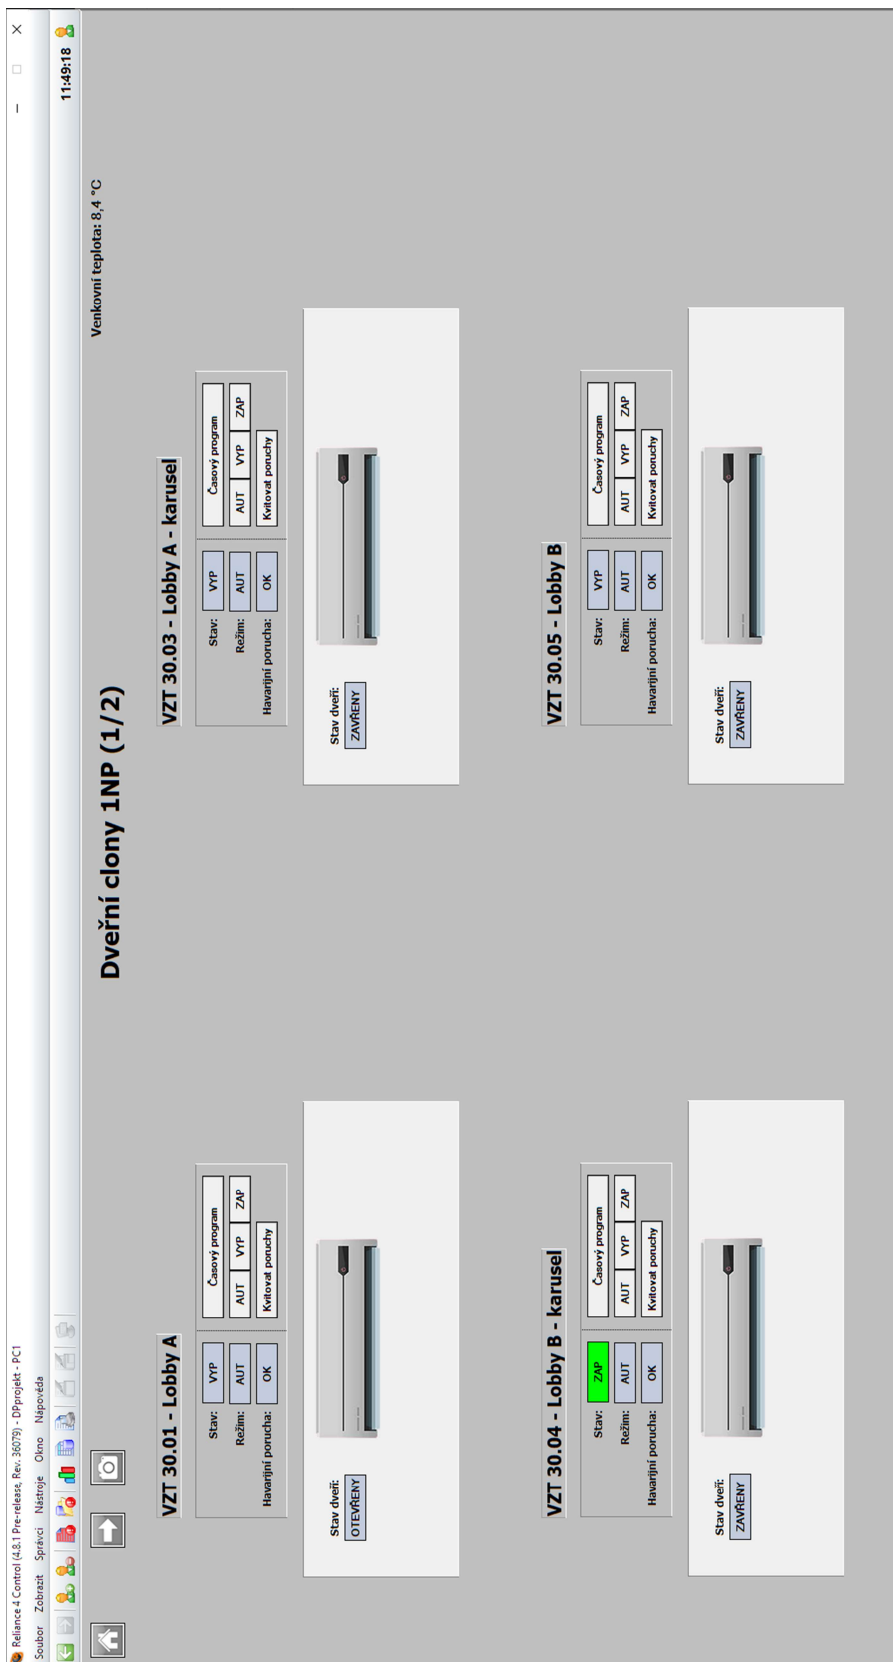 Reliance 4 Control (4.8.1 Pre-release, Rev. 36079) - DPprojekt - PC1
Soubor Zobrazit Správci Nástroje Okno Nápověda
11:49:18
Dveřní clony 1NP (1/2)
Venkovní teplota: 8,4 °C
VZT 30.01 - Lobby A
Stav: VYP Časový program
Režim: AUT AUT VYP ZAP
Havarijní porucha: OK Kvitovat poruchy
Stav dveří:
OTEVŘENY
VZT 30.03 - Lobby A - karusel
Stav: VYP Časový program
Režim: AUT AUT VYP ZAP
Havarijní porucha: OK Kvitovat poruchy
Stav dveří:
ZAVŘENY
VZT 30.04 - Lobby B - karusel
Stav: ZAP Časový program
Režim: AUT AUT VYP ZAP
Havarijní porucha: OK Kvitovat poruchy
Stav dveří:
ZAVŘENY
VZT 30.05 - Lobby B
Stav: VYP Časový program
Režim: AUT AUT VYP ZAP
Havarijní porucha: OK Kvitovat poruchy
Stav dveří:
ZAVŘENY